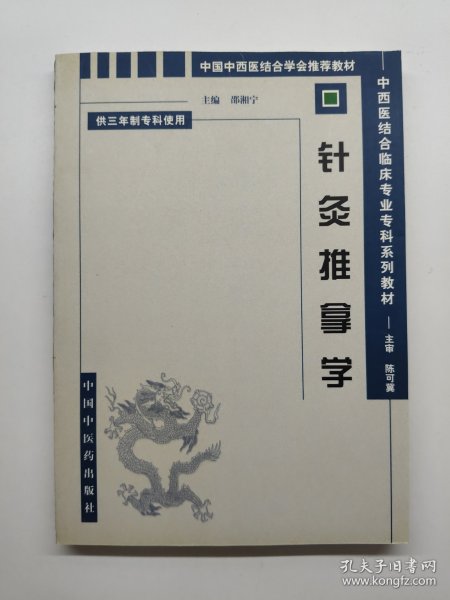 中国中西医结合学会推荐教材
主编 邵湘宁
供三年制专科使用
针灸推拿学
中西医结合临床专业专科系列教材
主审 陈可冀
中国中医药出版社
孔夫子旧书网
www.kongfz.com